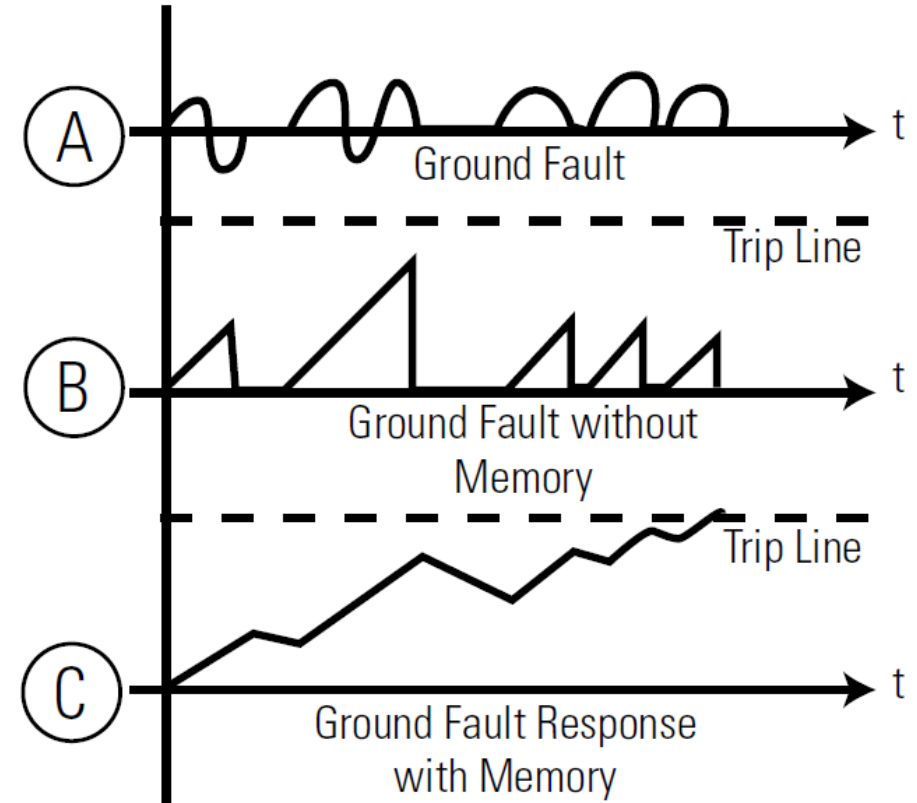 A
t
Ground Fault
Trip Line
B
t
Ground Fault without
Memory
Trip Line
C
t
Ground Fault Response
with Memory